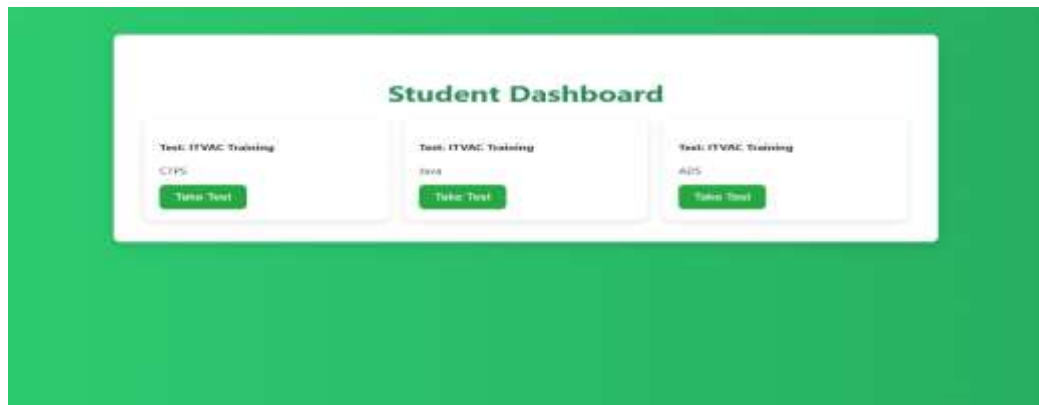 Student Dashboard
Test: ITVAC Training
CTPS
Take Test
Test: ITVAC Training
Java
Take Test
Test: ITVAC Training
ADS
Take Test